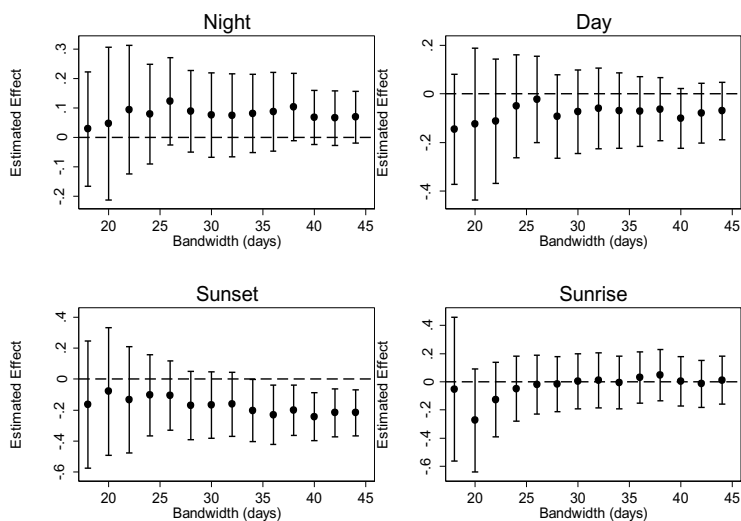 Night
Estimated Effect
.3
.2
.1
0
-.1
-.2
20 25 30 35 40 45
Bandwidth (days)
Day
Estimated Effect
.2
0
-.2
-.4
20 25 30 35 40 45
Bandwidth (days)
Sunset
Estimated Effect
.4
.2
0
-.2
-.4
-.6
20 25 30 35 40 45
Bandwidth (days)
Sunrise
Estimated Effect
.4
.2
0
-.2
-.4
-.6
20 25 30 35 40 45
Bandwidth (days)